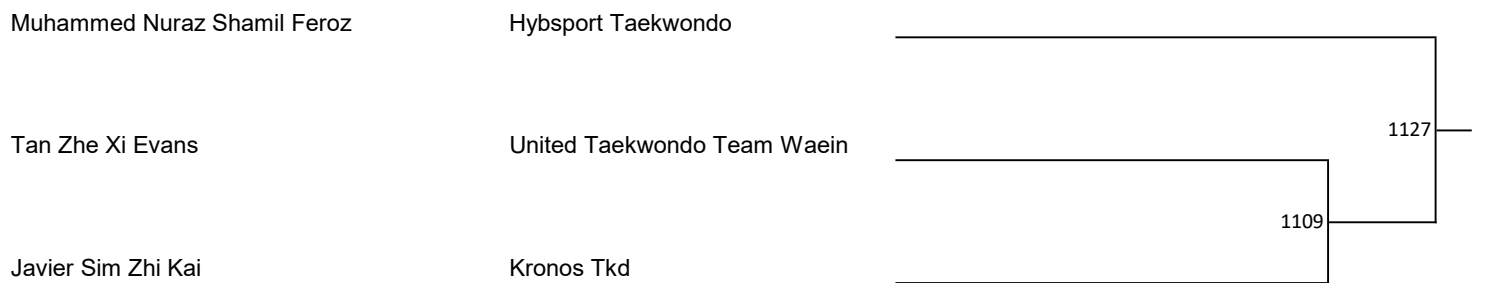 Muhammed Nuraz Shamil Feroz Hybsport Taekwondo
1127
Tan Zhe Xi Evans United Taekwondo Team Waein
1109
Javier Sim Zhi Kai Kronos Tkd